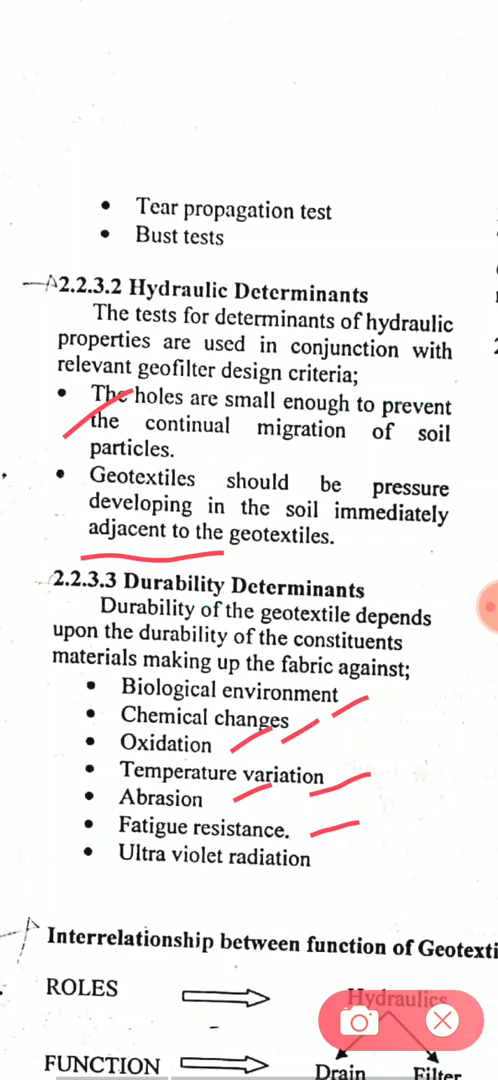 • Tear propagation test
• Bust tests
2.2.3.2 Hydraulic Determinants
The tests for determinants of hydraulic
properties are used in conjunction with
relevant geofilter design criteria;
• The holes are small enough to prevent
the continual migration of soil
particles.
• Geotextiles should be pressure
developing in the soil immediately
adjacent to the geotextiles.
2.2.3.3 Durability Determinants
Durability of the geotextile depends
upon the durability of the constituents
materials making up the fabric against;
• Biological environment
• Chemical changes
• Oxidation
• Temperature variation
• Abrasion
• Fatigue resistance.
• Ultra violet radiation
Interrelationship between function of Geotexti
ROLES
Hydraulics
FUNCTION
Drain Filter